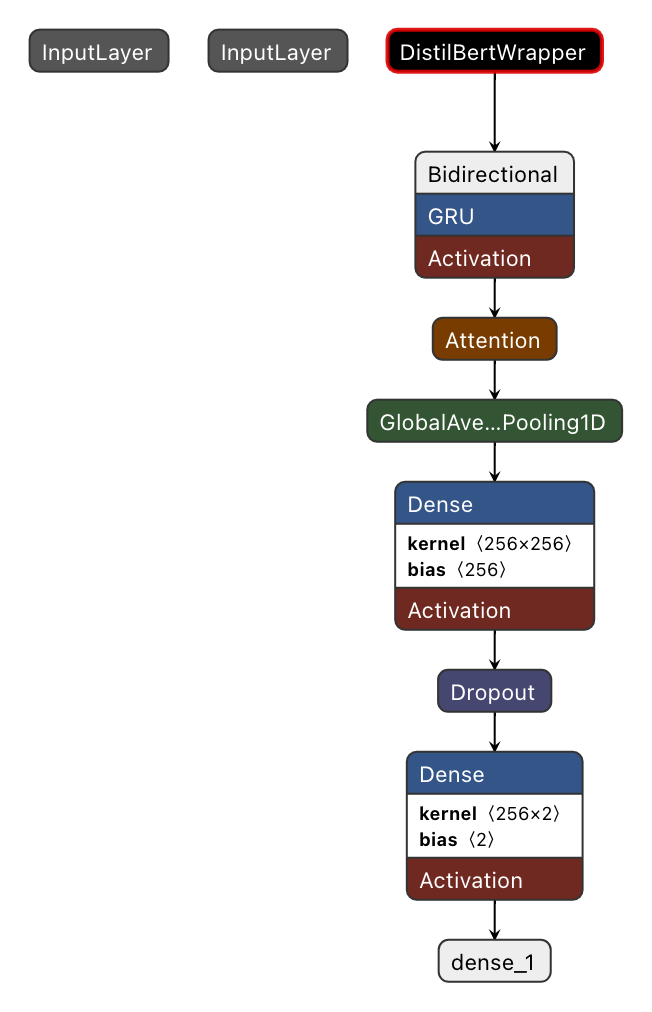 InputLayer
InputLayer
DistilBertWrapper
Bidirectional
GRU
Activation
Attention
GlobalAve...Pooling1D
Dense
kernel 〈256×256〉
bias 〈256〉
Activation
Dropout
Dense
kernel 〈256×2〉
bias 〈2〉
Activation
dense_1